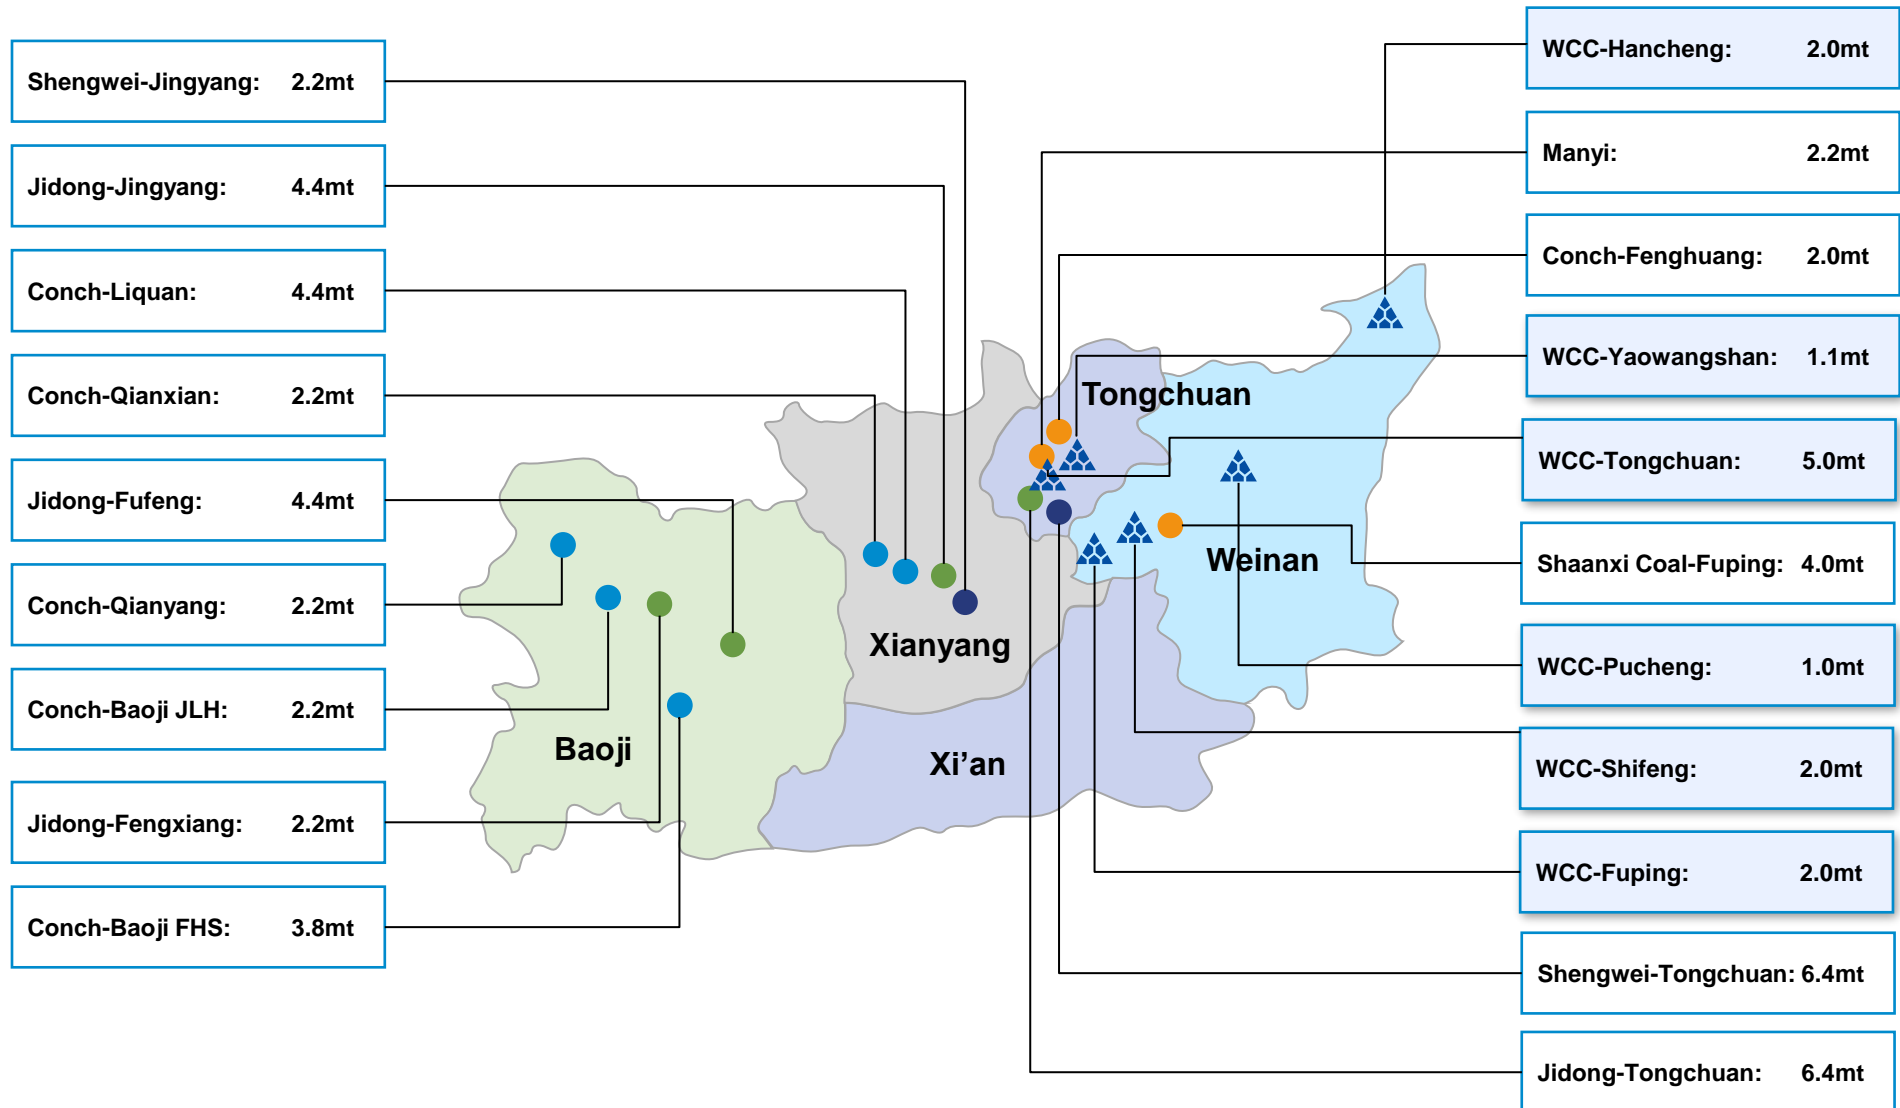 Shengwei-Jingyang: 2.2mt
Jidong-Jingyang: 4.4mt
Conch-Liquan: 4.4mt
Conch-Qianxian: 2.2mt
Jidong-Fufeng: 4.4mt
Conch-Qianyang: 2.2mt
Conch-Baoji JLH: 2.2mt
Jidong-Fengxiang: 2.2mt
Conch-Baoji FHS: 3.8mt
Tongchuan
Weinan
Xianyang
Baoji
Xi’an
WCC-Hancheng: 2.0mt
Manyi: 2.2mt
Conch-Fenghuang: 2.0mt
WCC-Yaowangshan: 1.1mt
WCC-Tongchuan: 5.0mt
Shaanxi Coal-Fuping: 4.0mt
WCC-Pucheng: 1.0mt
WCC-Shifeng: 2.0mt
WCC-Fuping: 2.0mt
Shengwei-Tongchuan: 6.4mt
Jidong-Tongchuan: 6.4mt